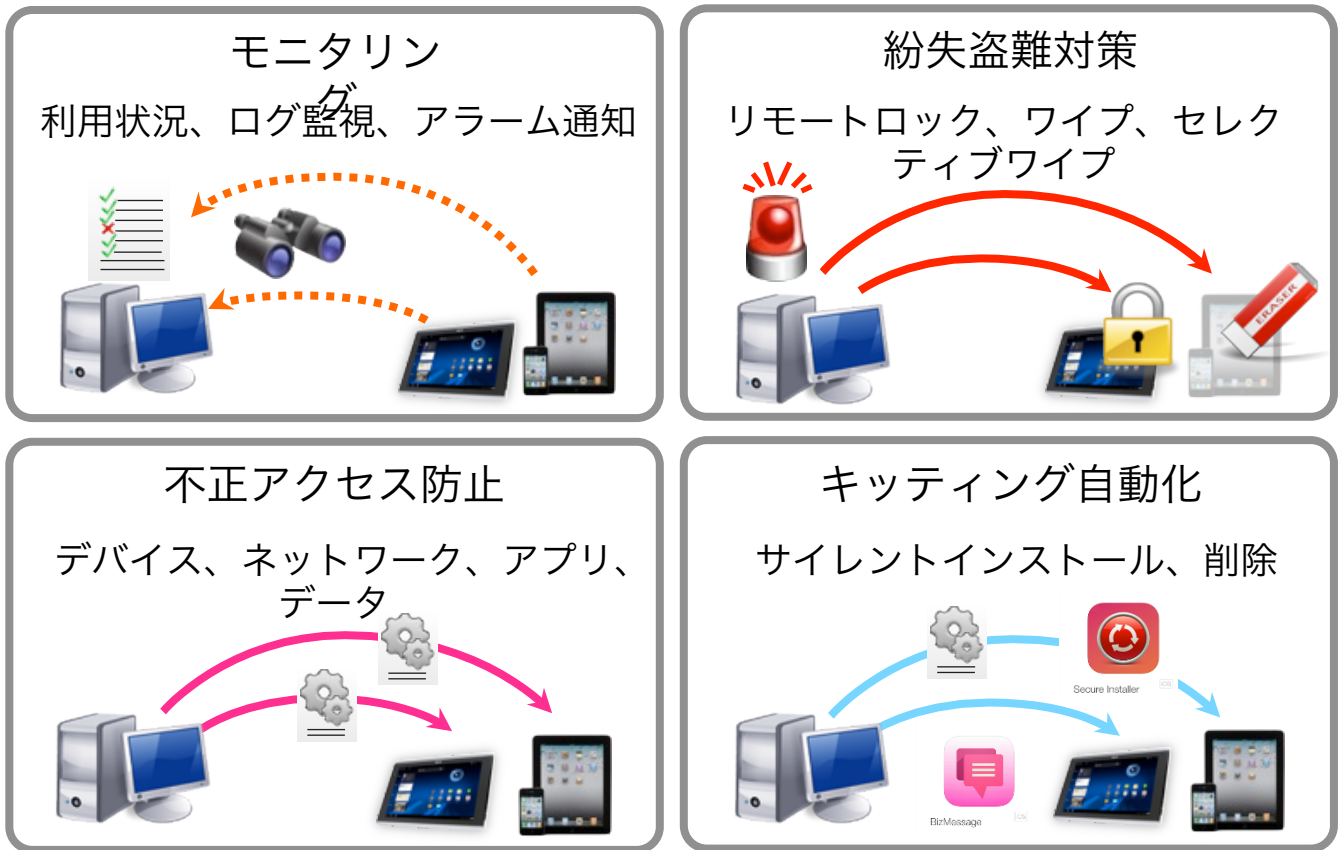 モニタリン
グ
利用状況、ログ監視、アラーム通知
紛失盗難対策
リモートロック、ワイプ、セレク
ティブワイプ
ERASER
不正アクセス防止
デバイス、ネットワーク、アプリ、
データ
キッティング自動化
サイレントインストール、削除
Secure Installer
iOS
BizMessage
iOS